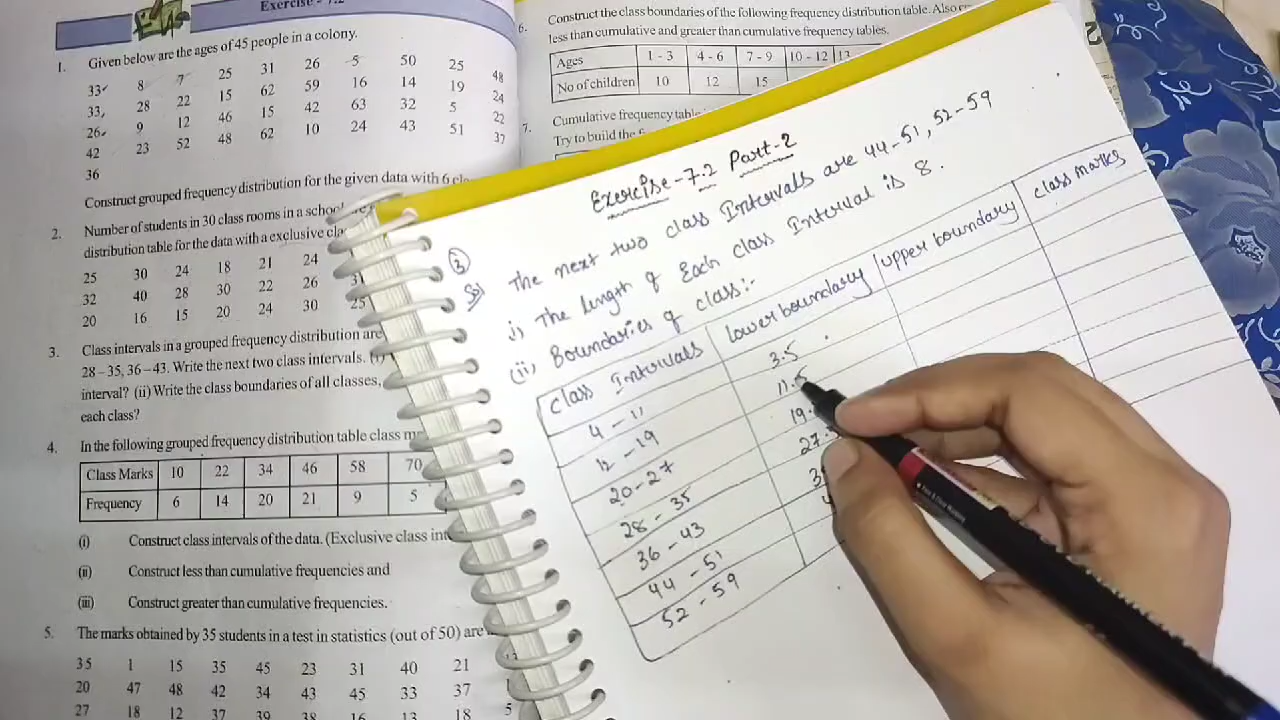 Exercise - 7.2
1. Given below are the ages of 45 people in a colony.
33 8 7 25 31 26 5 50 25 48
33, 28 22 15 62 59 16 14 19 24
26 9 12 46 15 42 63 32 5 22
42 23 52 48 62 10 24 43 51 37
36
Construct grouped frequency distribution for the given data with 6
2. Number of students in 30 class rooms in a school
distribution table for the data with a exclusive
25 30 24 18 21 24
32 40 28 30 22 26
20 16 15 20 24 30 25
3. Class intervals in a grouped frequency distribution are
28 – 35, 36 – 43. Write the next two class intervals.
interval? (ii) Write the class boundaries of all classes,
each class?
4. In the following grouped frequency distribution table class
Class Marks 10 22 34 46 58 70
Frequency 6 14 20 21 9 5
(i) Construct class intervals of the data. (Exclusive class
(ii) Construct less than cumulative frequencies and
(iii) Construct greater than cumulative frequencies.
5. The marks obtained by 35 students in a test in statistics (out of 50) are
35 1 15 35 45 23 31 40 21
20 47 48 42 34 43 45 33 37
27 18 12 37 39 38 16 13 18
6. Construct the class boundaries of the following frequency distribution table. Also
less than cumulative and greater than cumulative frequency tables.
Ages 1 - 3 4 - 6 7 - 9 10 - 12
No of children 10 12 15
7. Cumulative frequency
Try to build the
Exercise-7.2 Part-2
③
Sol The next two class Intervals are 44-51, 52-59
i) The length of Each class Interval is 8.
(ii) Boundaries of class:-
class Intervals lower boundary upper boundary class marks
4 - 11 3.5
12 - 19 11.5
20-27 19.
28 - 35 27.
36 - 43
44 - 51
52 - 59